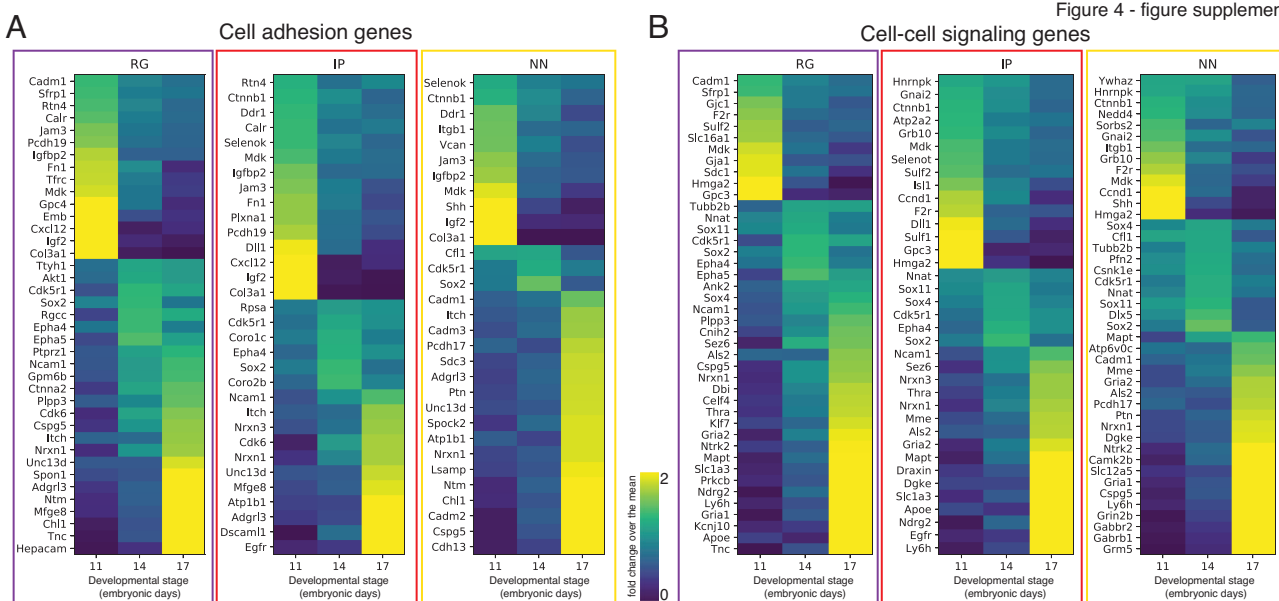 Figure 4 - figure supplemen
A
Cell adhesion genes
RG
Cadm1
Sfrp1
Rtn4
Calr
Jam3
Pcdh19
Igfbp2
Fn1
Tfrc
Mdk
Gpc4
Emb
Cxcl12
Igf2
Col3a1
Ttyh1
Akt1
Cdk5r1
Sox2
Rgcc
Epha4
Epha5
Ptprz1
Ncam1
Gpm6b
Ctnna2
Plpp3
Cdk6
Cspg5
Itch
Nrxn1
Unc13d
Spon1
Adgrl3
Ntm
Mfge8
Chl1
Tnc
Hepacam
11 14 17
Developmental stage
(embryonic days)
IP
Rtn4
Ctnnb1
Ddr1
Calr
Selenok
Mdk
Igfbp2
Jam3
Fn1
Plxna1
Pcdh19
Dll1
Cxcl12
Igf2
Col3a1
Rpsa
Cdk5r1
Coro1c
Epha4
Sox2
Coro2b
Ncam1
Itch
Nrxn3
Cdk6
Nrxn1
Unc13d
Mfge8
Atp1b1
Adgrl3
Dscaml1
Egfr
11 14 17
Developmental stage
(embryonic days)
NN
Selenok
Ctnnb1
Ddr1
Itgb1
Vcan
Jam3
Igfbp2
Mdk
Shh
Igf2
Col3a1
Cfl1
Cdk5r1
Sox2
Cadm1
Itch
Cadm3
Pcdh17
Sdc3
Adgrl3
Ptn
Unc13d
Spock2
Atp1b1
Nrxn1
Lsamp
Ntm
Chl1
Cadm2
Cspg5
Cdh13
11 14 17
Developmental stage
(embryonic days)
fold change over the mean
2
0
B
Cell-cell signaling genes
RG
Cadm1
Sfrp1
Gjc1
F2r
Sulf2
Slc16a1
Mdk
Gja1
Sdc1
Hmga2
Gpc3
Tubb2b
Nnat
Sox11
Cdk5r1
Sox2
Epha4
Epha5
Ank2
Sox4
Ncam1
Plpp3
Cnih2
Sez6
Als2
Cspg5
Nrxn1
Dbi
Celf4
Thra
Klf7
Gria2
Ntrk2
Mapt
Slc1a3
Prkcb
Ndrg2
Ly6h
Gria1
Kcnj10
Apoe
Tnc
11 14 17
Developmental stage
(embryonic days)
IP
Hnrnpk
Gnai2
Ctnnb1
Atp2a2
Grb10
Mdk
Selenot
Sulf2
Isl1
Ccnd1
F2r
Dll1
Sulf1
Gpc3
Hmga2
Nnat
Sox11
Sox4
Cdk5r1
Epha4
Sox2
Ncam1
Sez6
Nrxn3
Thra
Nrxn1
Mme
Als2
Gria2
Mapt
Draxin
Dgke
Slc1a3
Apoe
Ndrg2
Egfr
Ly6h
11 14 17
Developmental stage
(embryonic days)
NN
Ywhaz
Hnrnpk
Ctnnb1
Nedd4
Sorbs2
Gnai2
Itgb1
Grb10
F2r
Mdk
Ccnd1
Shh
Hmga2
Sox4
Cfl1
Tubb2b
Pfn2
Csnk1e
Cdk5r1
Nnat
Sox11
Dlx5
Sox2
Mapt
Atp6v0c
Cadm1
Mme
Gria2
Als2
Pcdh17
Ptn
Nrxn1
Dgke
Ntrk2
Camk2b
Slc12a5
Gria1
Cspg5
Ly6h
Grin2b
Gabbr2
Gabrb1
Grm5
11 14 17
Developmental stage
(embryonic days)